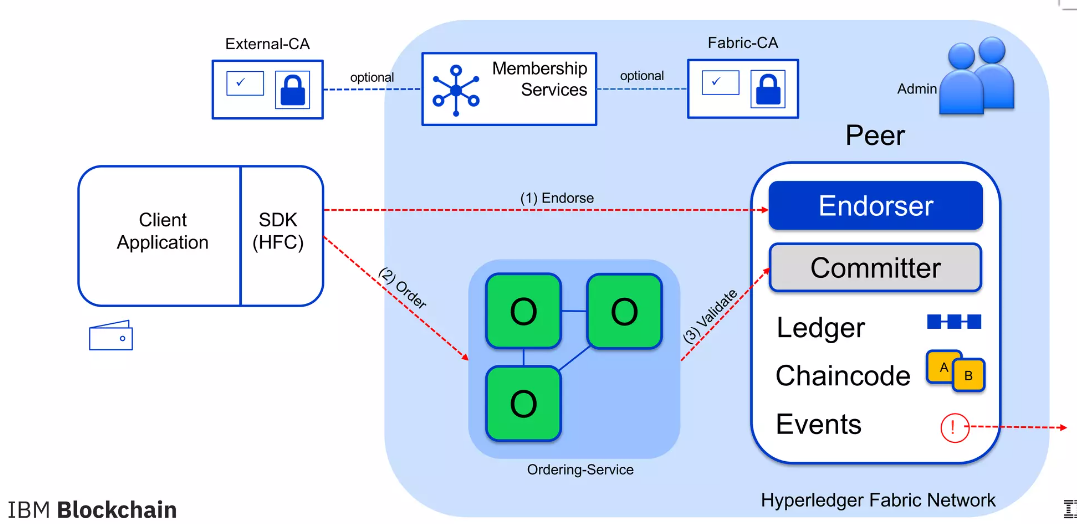 External-CA
Fabric-CA
optional
Membership
Services
optional
Admin
Peer
Client
Application
SDK
(HFC)
(1) Endorse
Endorser
(2) Order
Committer
(3) Validate
O
O
O
Ledger
Chaincode
A
B
Events
!
Ordering-Service
IBM Blockchain
Hyperledger Fabric Network